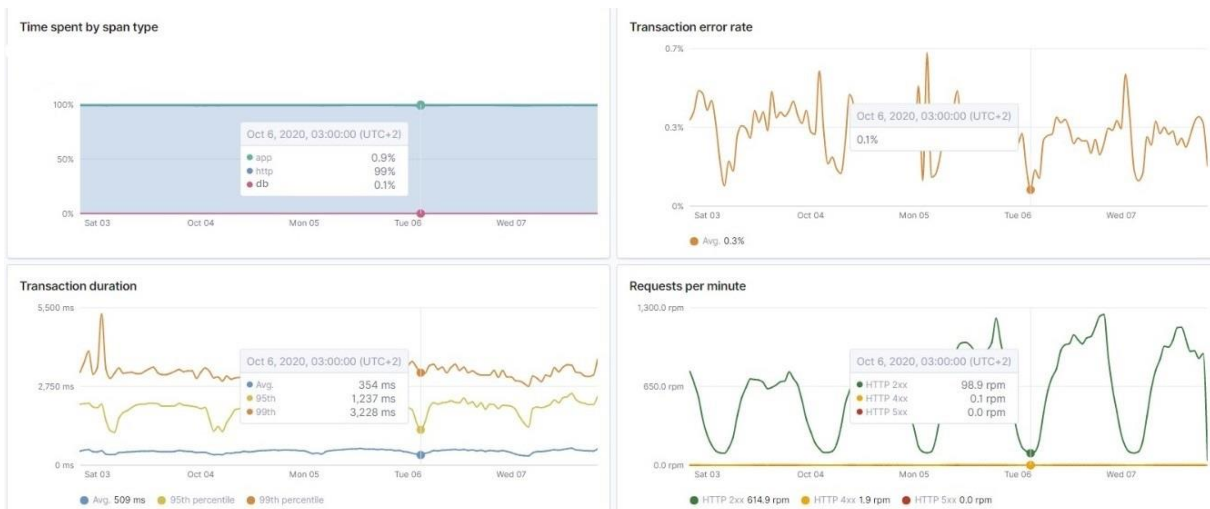 Time spent by span type
100%
50%
0%
Oct 6, 2020, 03:00:00 (UTC+2)
app 0.9%
http 99%
db 0.1%
Sat 03 Oct 04 Mon 05 Tue 06 Wed 07
Transaction error rate
0.7%
0.3%
0%
Oct 6, 2020, 03:00:00 (UTC+2)
0.1%
Sat 03 Oct 04 Mon 05 Tue 06 Wed 07
Avg. 0.3%
Transaction duration
5,500 ms
2,750 ms
0 ms
Oct 6, 2020, 03:00:00 (UTC+2)
Avg. 354 ms
95th 1,237 ms
99th 3,228 ms
Sat 03 Oct 04 Mon 05 Tue 06 Wed 07
Avg. 509 ms 95th percentile 99th percentile
Requests per minute
1,300.0 rpm
650.0 rpm
0.0 rpm
Oct 6, 2020, 03:00:00 (UTC+2)
HTTP 2xx 98.9 rpm
HTTP 4xx 0.1 rpm
HTTP 5xx 0.0 rpm
Sat 03 Oct 04 Mon 05 Tue 06 Wed 07
HTTP 2xx 614.9 rpm HTTP 4xx 1.9 rpm HTTP 5xx 0.0 rpm